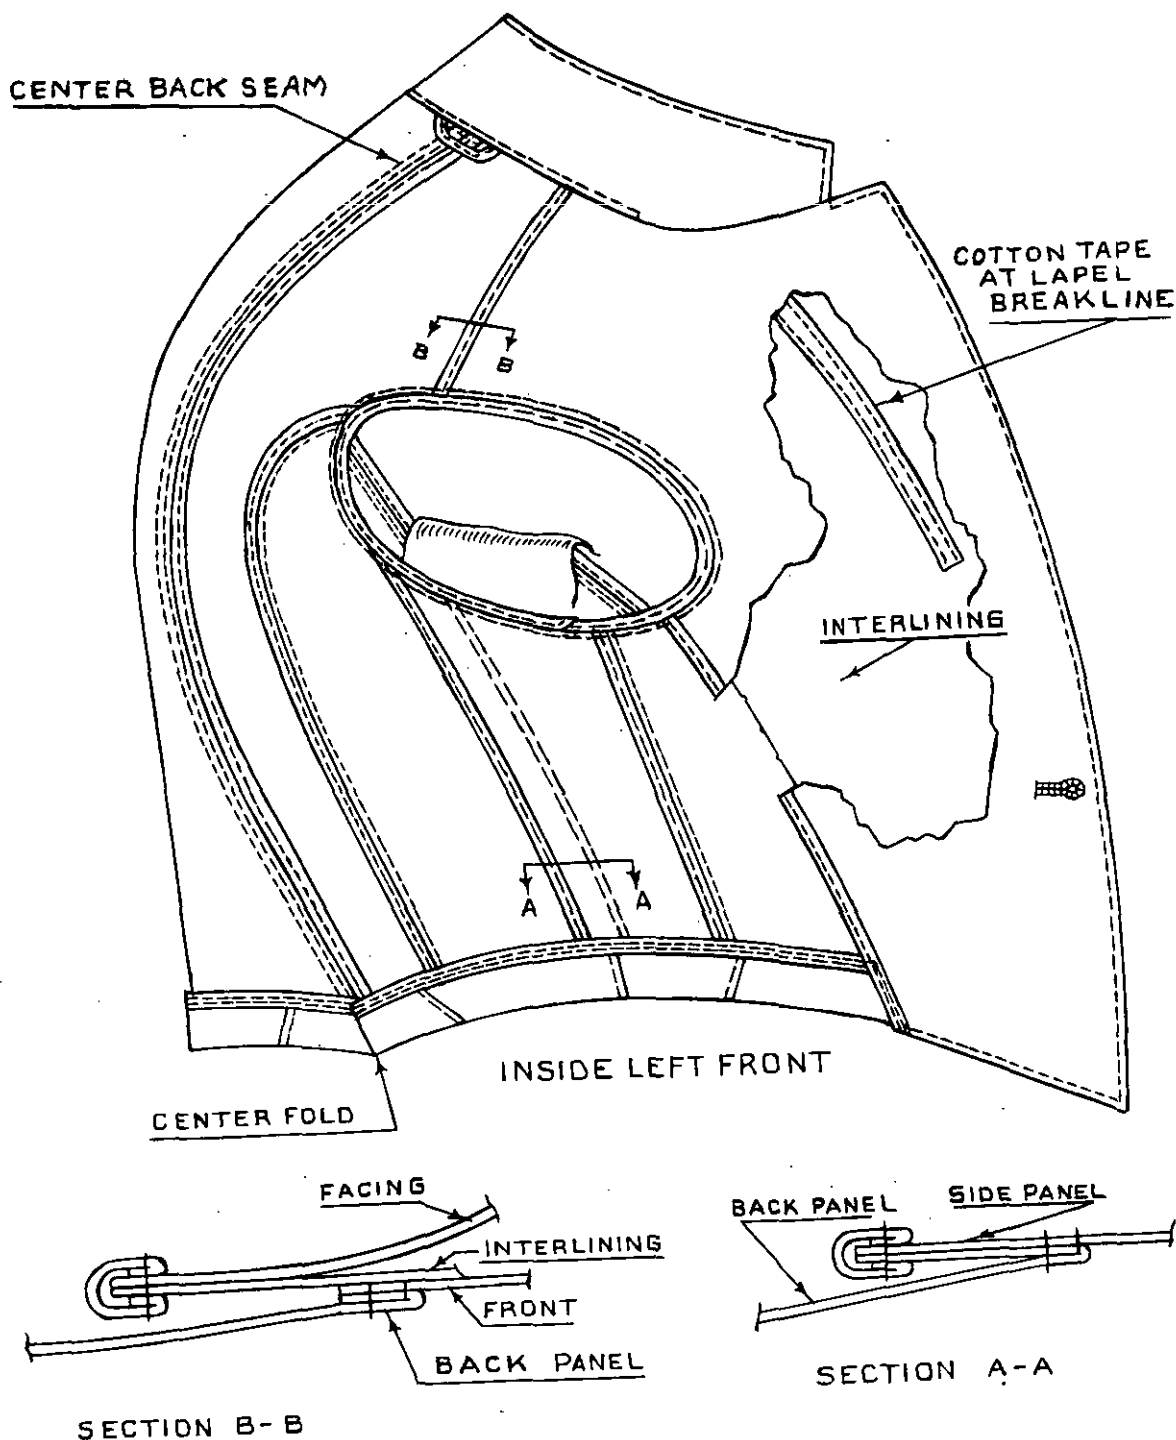 CENTER BACK SEAM
COTTON TAPE
AT LAPEL
BREAKLINE
B
B
INTERLINING
A
A
INSIDE LEFT FRONT
CENTER FOLD
FACING
INTERLINING
FRONT
BACK PANEL
SECTION B-B
BACK PANEL
SIDE PANEL
SECTION A-A